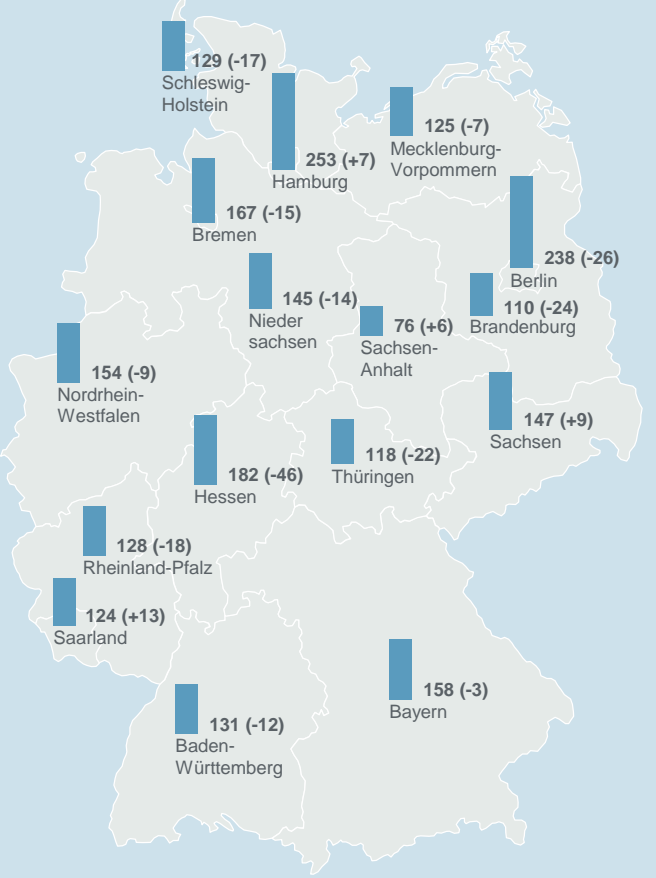 129 (-17)
Schleswig-
Holstein
125 (-7)
Mecklenburg-
Vorpommern
253 (+7)
Hamburg
167 (-15)
Bremen
238 (-26)
Berlin
145 (-14)
Nieder
sachsen
76 (+6)
Sachsen-
Anhalt
110 (-24)
Brandenburg
154 (-9)
Nordrhein-
Westfalen
147 (+9)
Sachsen
182 (-46)
Hessen
118 (-22)
Thüringen
128 (-18)
Rheinland-Pfalz
124 (+13)
Saarland
158 (-3)
Bayern
131 (-12)
Baden-
Württemberg